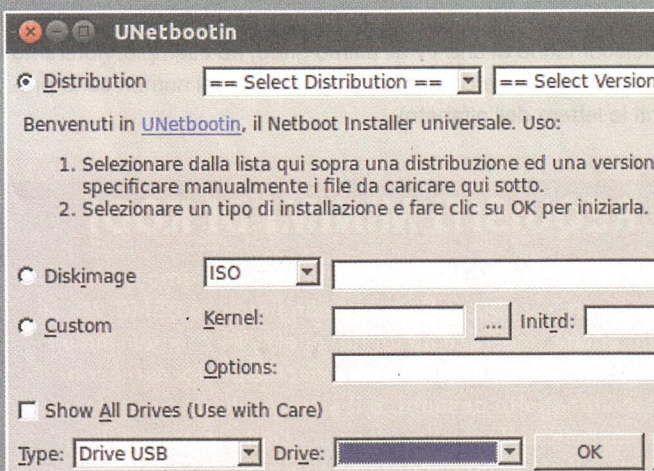 UNetbootin
Distribution == Select Distribution == == Select Version
Benvenuti in UNetbootin, il Netboot Installer universale. Uso:
1. Selezionare dalla lista qui sopra una distribuzione ed una version
specificare manualmente i file da caricare qui sotto.
2. Selezionare un tipo di installazione e fare clic su OK per iniziarla.
Diskimage ISO
Custom Kernel: ... Initrd:
Options:
Show All Drives (Use with Care)
Type: Drive USB Drive: OK